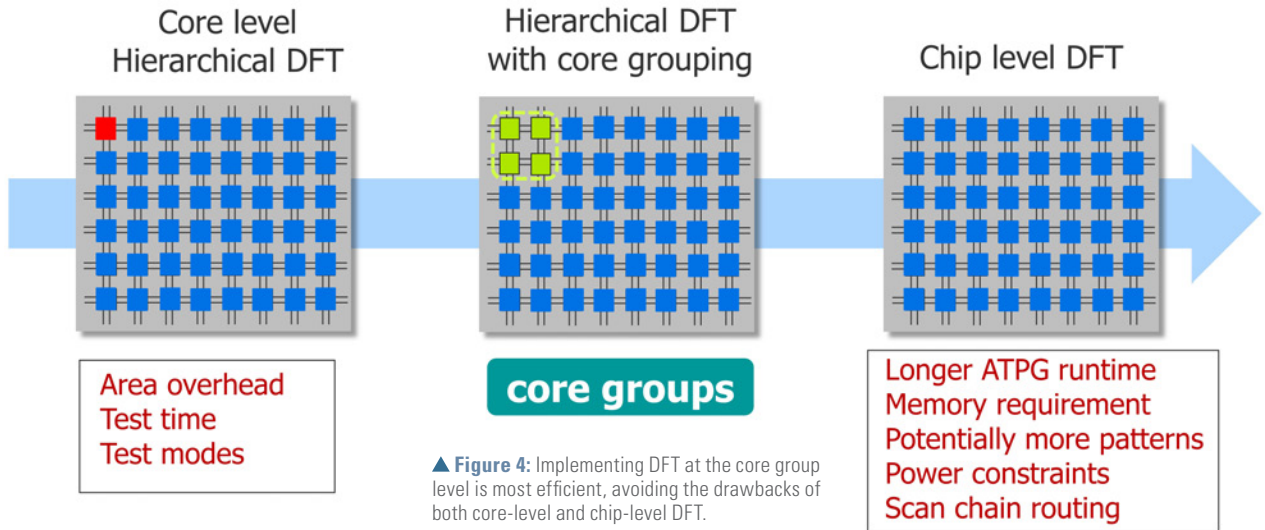 Core level
Hierarchical DFT
Hierarchical DFT
with core grouping
Chip level DFT
Area overhead
Test time
Test modes
core groups
▲ Figure 4: Implementing DFT at the core group
level is most efficient, avoiding the drawbacks of
both core-level and chip-level DFT.
Longer ATPG runtime
Memory requirement
Potentially more patterns
Power constraints
Scan chain routing